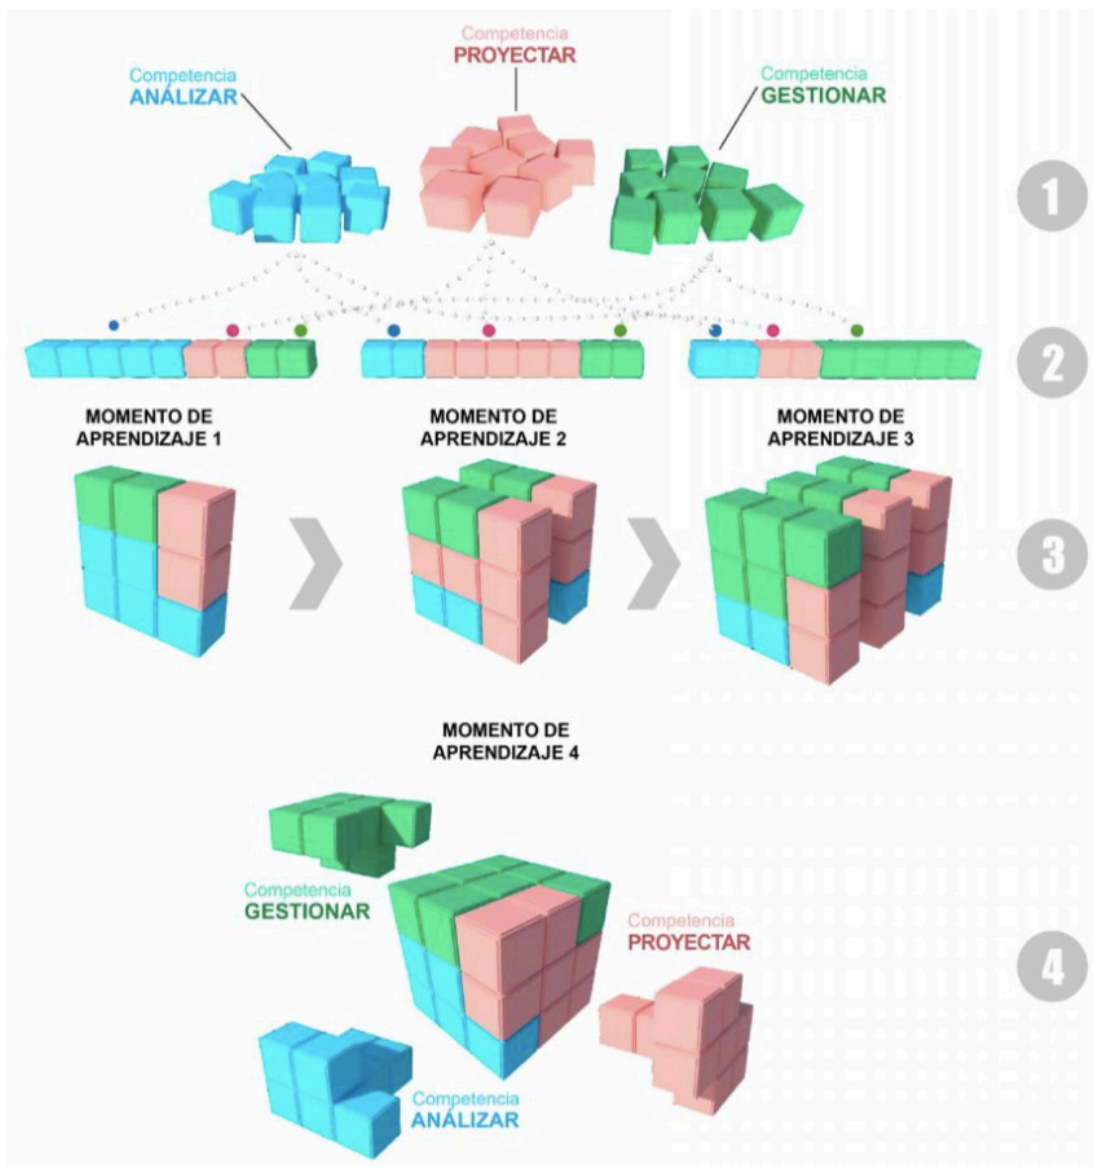 Competencia
PROYECTAR
Competencia
ANÁLIZAR
Competencia
GESTIONAR
1
2
MOMENTO DE
APRENDIZAJE 1
MOMENTO DE
APRENDIZAJE 2
MOMENTO DE
APRENDIZAJE 3
3
MOMENTO DE
APRENDIZAJE 4
Competencia
GESTIONAR
Competencia
PROYECTAR
4
Competencia
ANÁLIZAR